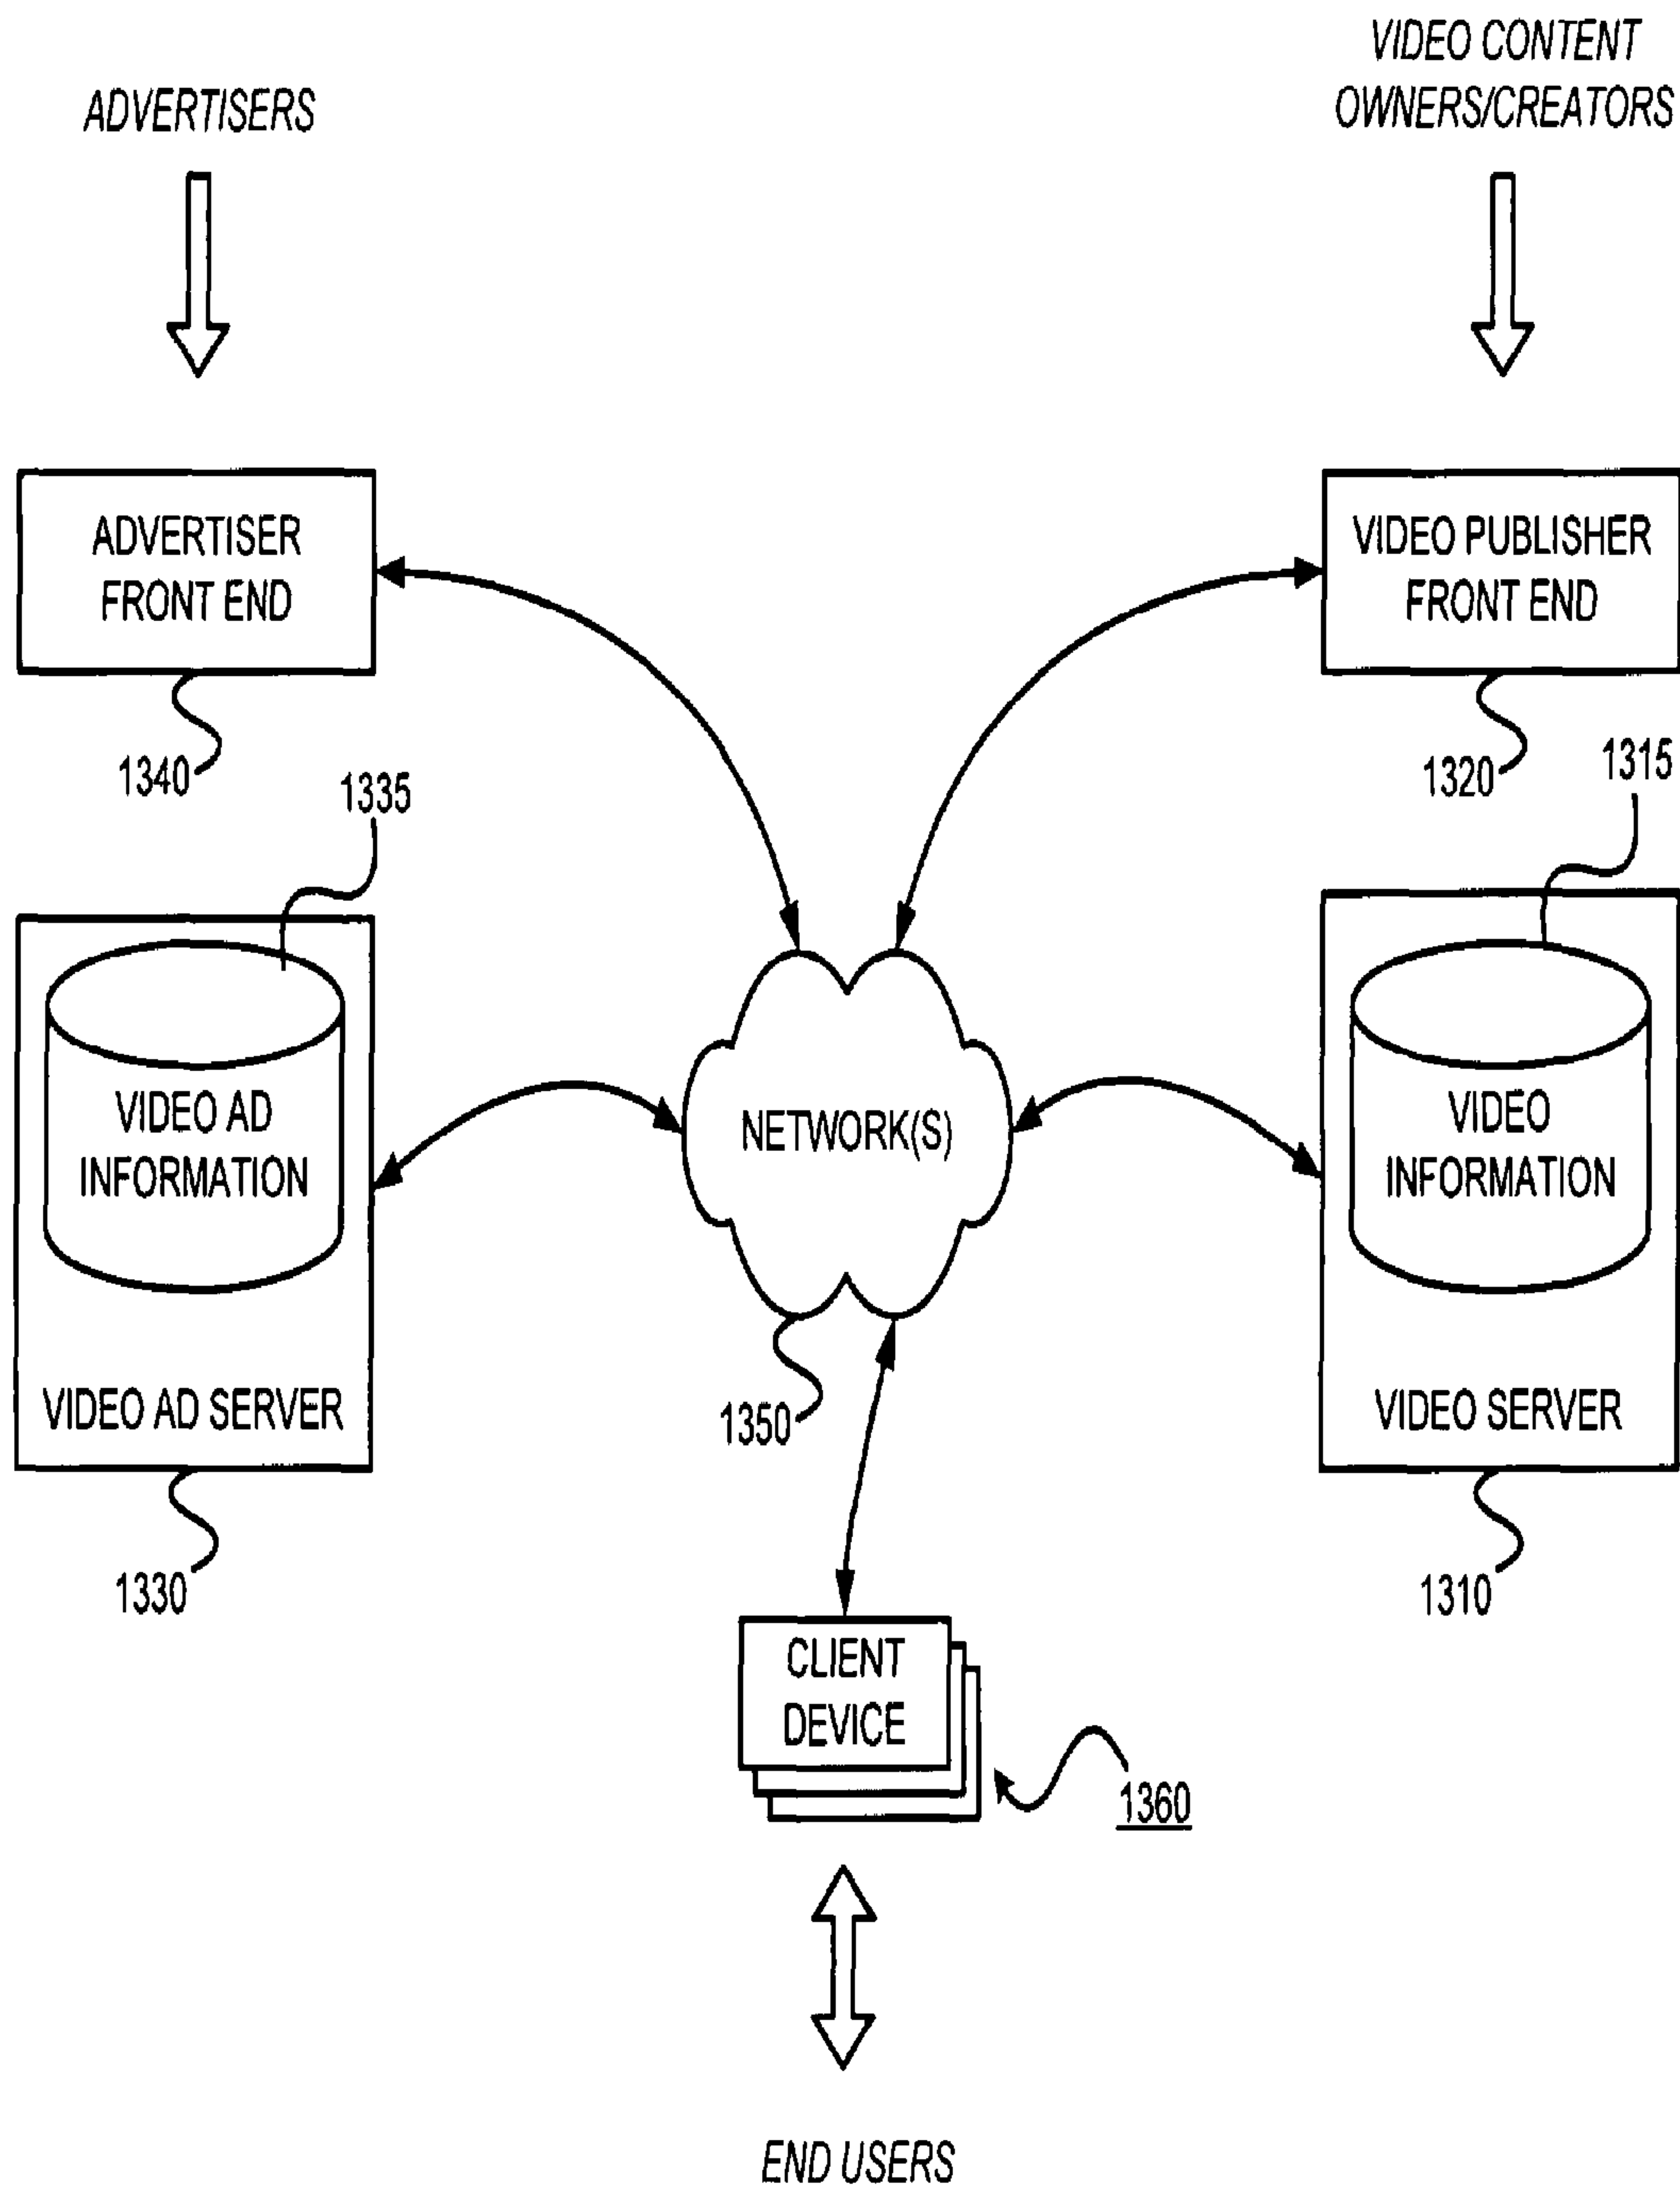 VIDEO CONTENT
OWNERS/CREATORS
ADVERTISERS
ADVERTISER
FRONT END
VIDEO PUBLISHER
FRONT END
1340
1335
1320
1315
VIDEO AD
INFORMATION
VIDEO AD SERVER
NETWORK(S)
VIDEO
INFORMATION
VIDEO SERVER
1350
1330
1310
CLIENT
DEVICE
1360
END USERS